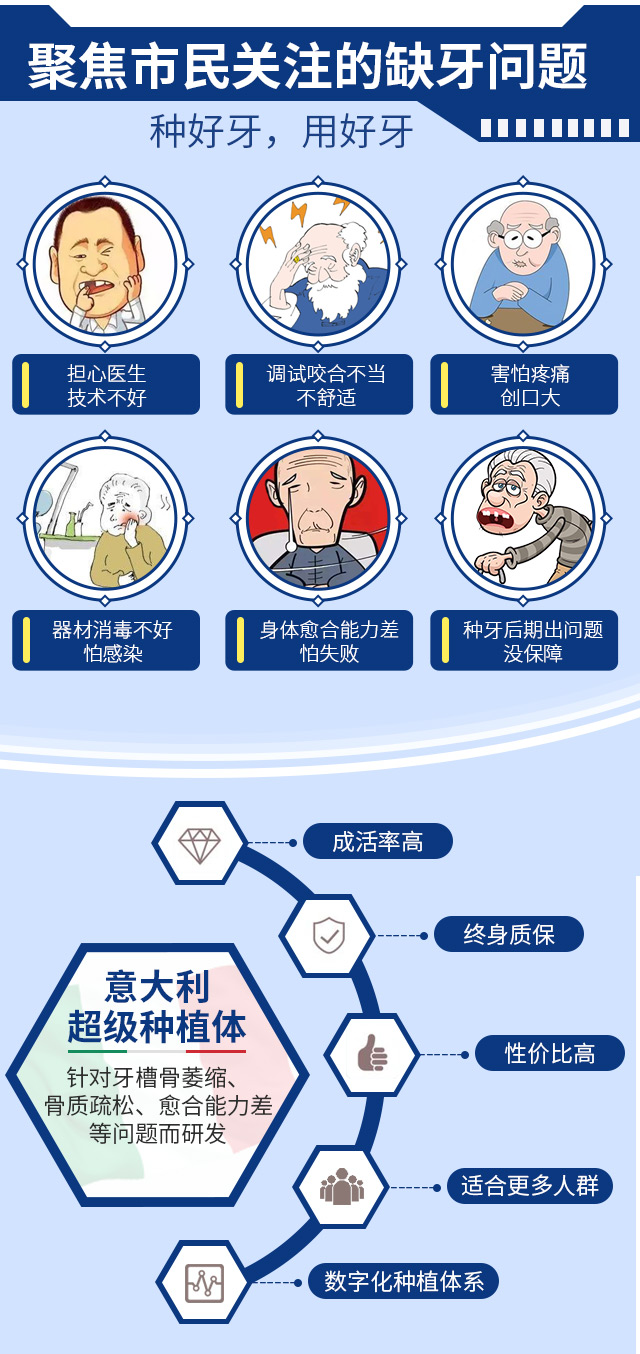 聚焦市民关注的缺牙问题
种好牙，用好牙
担心医生
技术不好
调试咬合不当
不舒适
害怕疼痛
创口大
器材消毒不好
怕感染
身体愈合能力差
怕失败
种牙后期出问题
没保障
成活率高
终身质保
意大利
超级种植体
针对牙槽骨萎缩、
骨质疏松、愈合能力差
等问题而研发
性价比高
适合更多人群
数字化种植体系